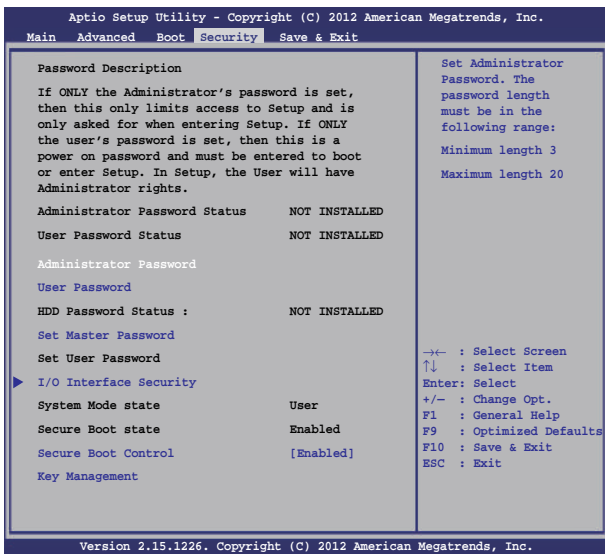 Aptio Setup Utility - Copyright (C) 2012 American Megatrends, Inc.
Main Advanced Boot Security Save & Exit
Password Description
If ONLY the Administrator's password is set,
then this only limits access to Setup and is
only asked for when entering Setup. If ONLY
the user's password is set, then this is a
power on password and must be entered to boot
or enter Setup. In Setup, the User will have
Administrator rights.
Administrator Password Status NOT INSTALLED
User Password Status NOT INSTALLED
Administrator Password
User Password
HDD Password Status : NOT INSTALLED
Set Master Password
Set User Password
I/O Interface Security
System Mode state User
Secure Boot state Enabled
Secure Boot Control [Enabled]
Key Management
Set Administrator
Password. The
password length
must be in the
following range:
Minimum length 3
Maximum length 20
→← : Select Screen
↑↓ : Select Item
Enter: Select
+/— : Change Opt.
F1 : General Help
F9 : Optimized Defaults
F10 : Save & Exit
ESC : Exit
Version 2.15.1226. Copyright (C) 2012 American Megatrends, Inc.